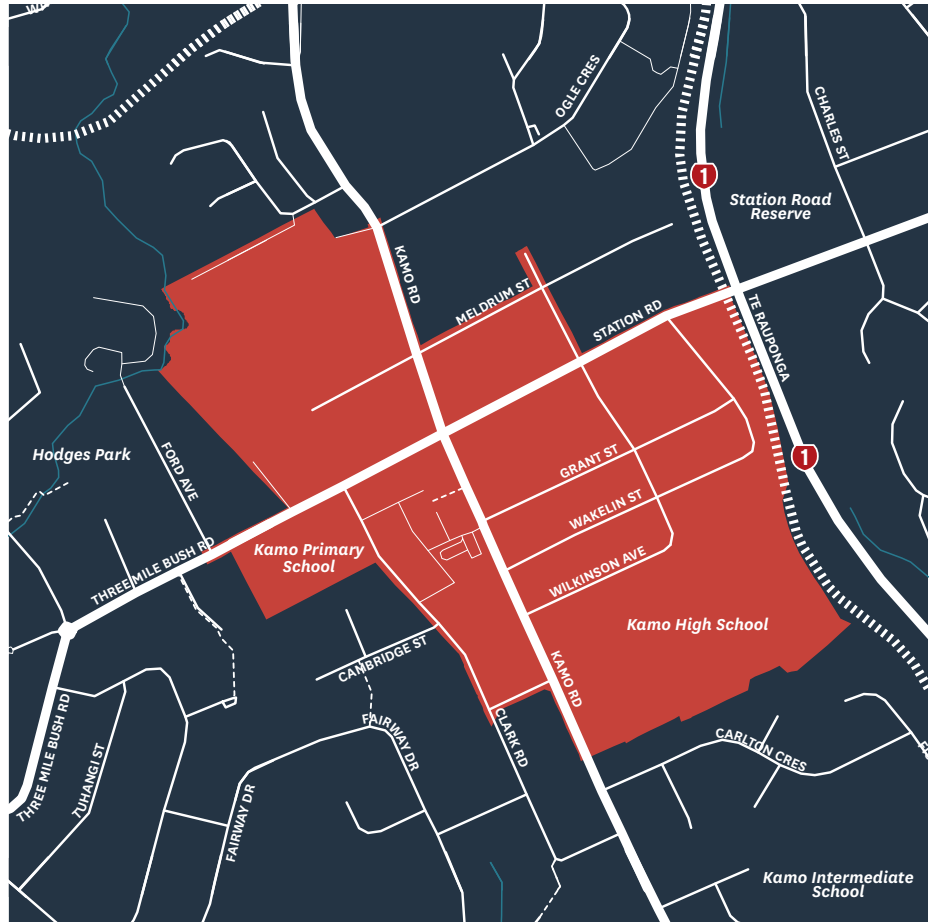 OGLE CRES
CHARLES ST
1
Station Road
Reserve
KAMO RD
MELDRUM ST
STATION RD
TE RAUPONGA
Hodges Park
FORD AVE
GRANT ST
1
WAKELIN ST
THREE MILE BUSH RD
Kamo Primary
School
WILKINSON AVE
Kamo High School
CANBRIDGE ST
KAMO RD
THREE MILE BUSH RD
TUHANGI ST
FAIRWAY DR
CLARK RD
CARLTON CRES
FAIRWAY DR
Kamo Intermediate
School